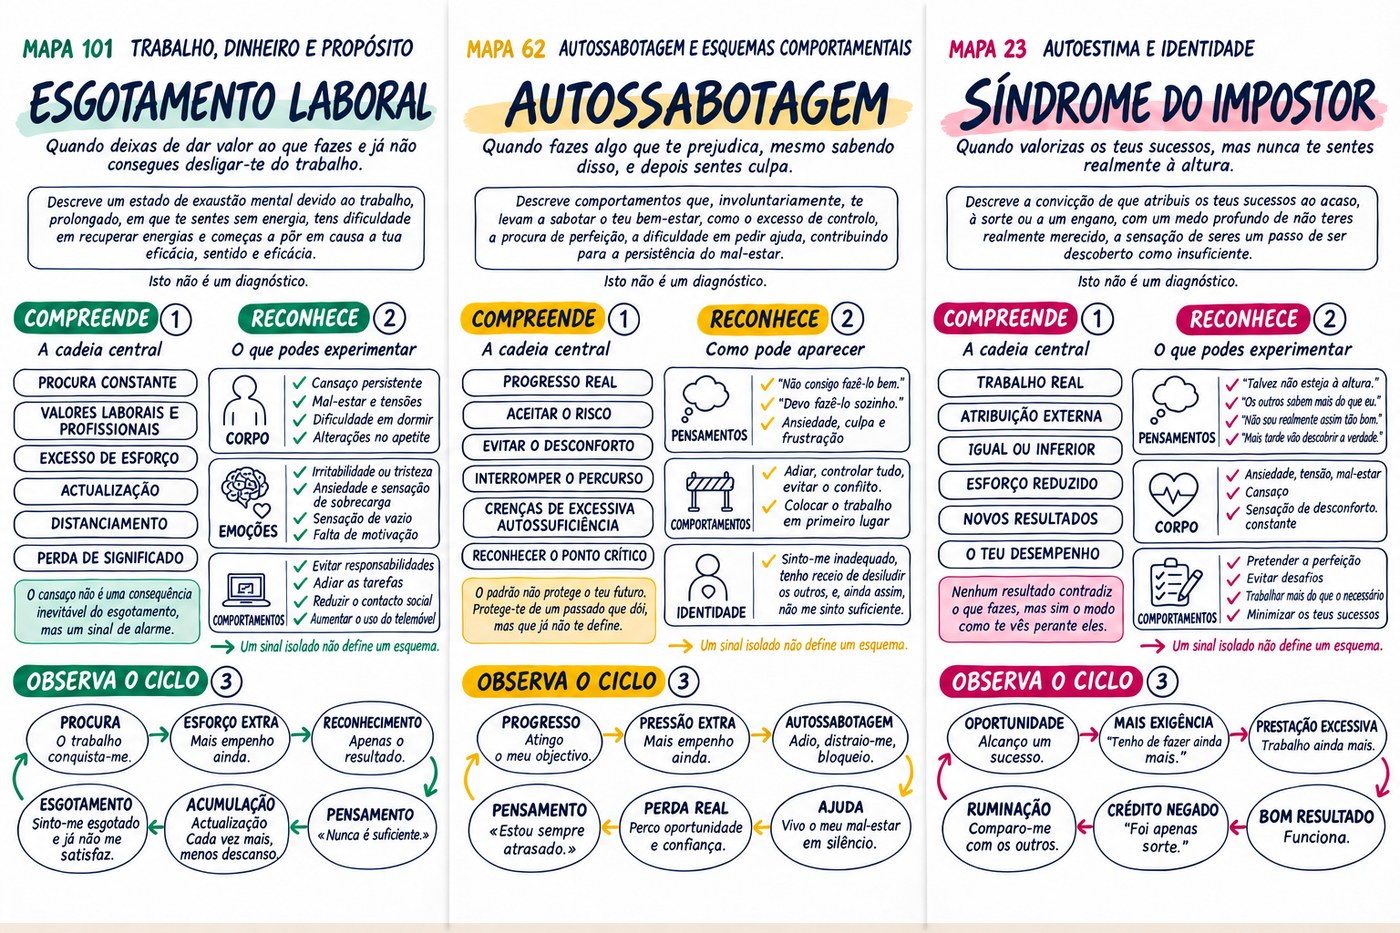 MAPA 101 TRABALHO, DINHEIRO E PROPÓSITO
ESGOTAMENTO LABORAL
Quando deixas de dar valor ao que fazes e já não
consegues desligar-te do trabalho.
Descreve um estado de exaustão mental devido ao trabalho,
prolongado, em que te sentes sem energia, tens dificuldade
em recuperar energias e começas a pôr em causa a tua
eficácia, sentido e eficácia.
Isto não é um diagnóstico.
COMPREENDE 1
A cadeia central
PROCURA CONSTANTE
VALORES LABORAIS E
PROFISSIONAIS
EXCESSO DE ESFORÇO
ACTUALIZAÇÃO
DISTANCIAMENTO
PERDA DE SIGNIFICADO
O cansaço não é uma consequência
inevitável do esgotamento,
mas um sinal de alarme.
RECONHECE 2
O que podes experimentar
CORPO
Cansaço persistente
Mal-estar e tensões
Dificuldade em dormir
Alterações no apetite
EMOÇÕES
Irritabilidade ou tristeza
Ansiedade e sensação
de sobrecarga
Sensação de vazio
Falta de motivação
COMPORTAMENTOS
Evitar responsabilidades
Adiar as tarefas
Reduzir o contacto social
Aumentar o uso do telemóvel
Um sinal isolado não define um esquema.
OBSERVA O CICLO 3
PROCURA
O trabalho
conquista-me.
ESFORÇO EXTRA
Mais empenho
ainda.
RECONHECIMENTO
Apenas o
resultado.
PENSAMENTO
«Nunca é suficiente.»
ACUMULAÇÃO
Actualização
Cada vez mais,
menos descanso.
ESGOTAMENTO
Sinto-me esgotado
e já não me
satisfaz.
MAPA 62 AUTOSSABOTAGEM E ESQUEMAS COMPORTAMENTAIS
AUTOSSABOTAGEM
Quando fazes algo que te prejudica, mesmo sabendo
disso, e depois sentes culpa.
Descreve comportamentos que, involuntariamente, te
levam a sabotar o teu bem-estar, como o excesso de controlo,
a procura de perfeição, a dificuldade em pedir ajuda, contribuindo
para a persistência do mal-estar.
Isto não é um diagnóstico.
COMPREENDE 1
A cadeia central
PROGRESSO REAL
ACEITAR O RISCO
EVITAR O DESCONFORTO
INTERROMPER O PERCURSO
CRENÇAS DE EXCESSIVA
AUTOSSUFICIÊNCIA
RECONHECER O PONTO CRÍTICO
O padrão não protege o teu futuro.
Protege-te de um passado que dói,
mas que já não te define.
RECONHECE 2
Como pode aparecer
PENSAMENTOS
"Não consigo fazê-lo bem."
"Devo fazê-lo sozinho."
Ansiedade, culpa e
frustração
COMPORTAMENTOS
Adiar, controlar tudo,
evitar o conflito.
Colocar o trabalho
em primeiro lugar
IDENTIDADE
Sinto-me inadequado,
tenho receio de desiludir
os outros, e, ainda assim,
não me sinto suficiente.
Um sinal isolado não define um esquema.
OBSERVA O CICLO 3
PROGRESSO
Atingo
o meu objectivo.
PRESSÃO EXTRA
Mais empenho
ainda.
AUTOSSABOTAGEM
Adio, distraio-me,
bloqueio.
AJUDA
Vivo o meu mal-estar
em silêncio.
PERDA REAL
Perco oportunidade
e confiança.
PENSAMENTO
«Estou sempre
atrasado.»
MAPA 23 AUTOESTIMA E IDENTIDADE
SÍNDROME DO IMPOSTOR
Quando valorizas os teus sucessos, mas nunca te sentes
realmente à altura.
Descreve a convicção de que atribuis os teus sucessos ao acaso,
à sorte ou a um engano, com um medo profundo de não teres
realmente merecido, a sensação de seres um passo de ser
descoberto como insuficiente.
Isto não é um diagnóstico.
COMPREENDE 1
A cadeia central
TRABALHO REAL
ATRIBUIÇÃO EXTERNA
IGUAL OU INFERIOR
ESFORÇO REDUZIDO
NOVOS RESULTADOS
O TEU DESEMPENHO
Nenhum resultado contradiz
o que fazes, mas sim o modo
como te vês perante eles.
RECONHECE 2
O que podes experimentar
PENSAMENTOS
"Talvez não esteja à altura."
"Os outros sabem mais do que eu."
"Não sou realmente assim tão bom."
"Mais tarde vão descobrir a verdade."
CORPO
Ansiedade, tensão, mal-estar
Cansaço
Sensação de desconforto.
constante
COMPORTAMENTOS
Pretender a perfeição
Evitar desafios
Trabalhar mais do que o necessário
Minimizar os teus sucessos
Um sinal isolado não define um esquema.
OBSERVA O CICLO 3
OPORTUNIDADE
Alcanço um
sucesso.
MAIS EXIGÊNCIA
"Tenho de fazer ainda
mais."
PRESTAÇÃO EXCESSIVA
Trabalho ainda mais.
BOM RESULTADO
Funciona.
CRÉDITO NEGADO
"Foi apenas
sorte."
RUMINAÇÃO
Comparo-me
com os outros.